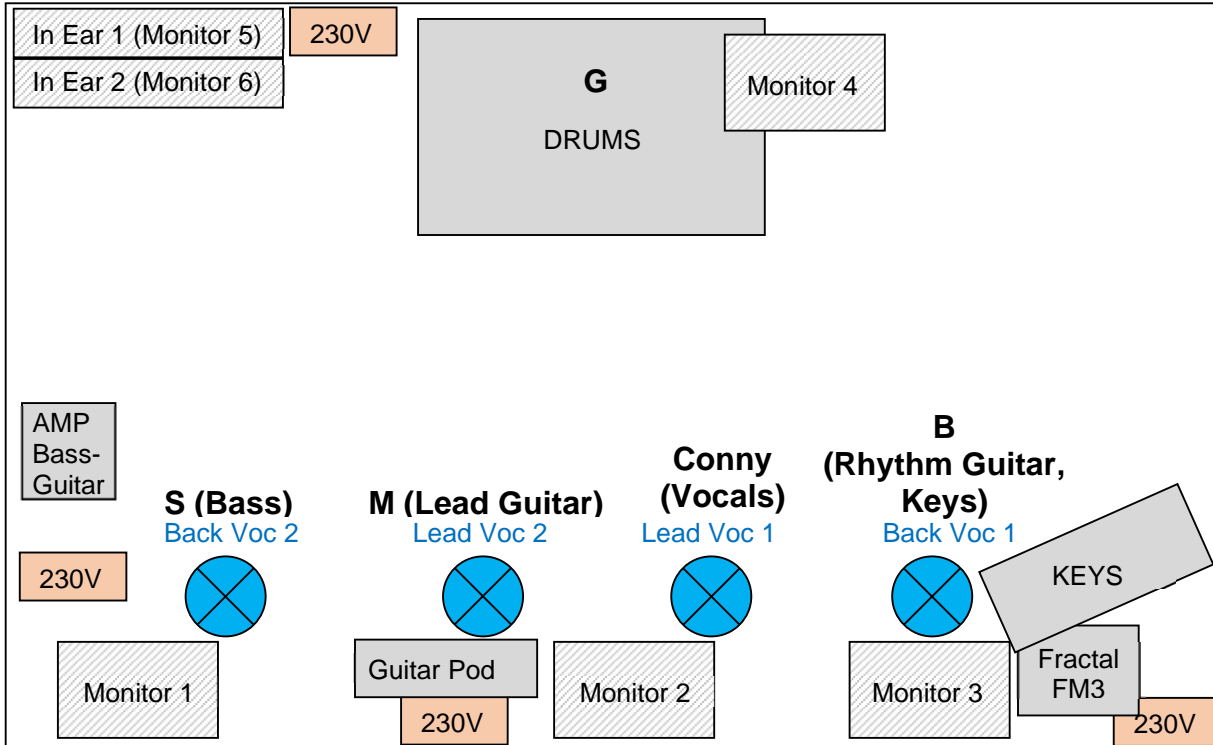 In Ear 1 (Monitor 5)
230V
In Ear 2 (Monitor 6)
G
DRUMS
Monitor 4
AMP
Bass-
Guitar
S (Bass)
Back Voc 2
M (Lead Guitar)
Lead Voc 2
Conny
(Vocals)
Lead Voc 1
B
(Rhythm Guitar,
Keys)
Back Voc 1
KEYS
230V
Monitor 1
Guitar Pod
230V
Monitor 2
Monitor 3
Fractal
FM3
230V